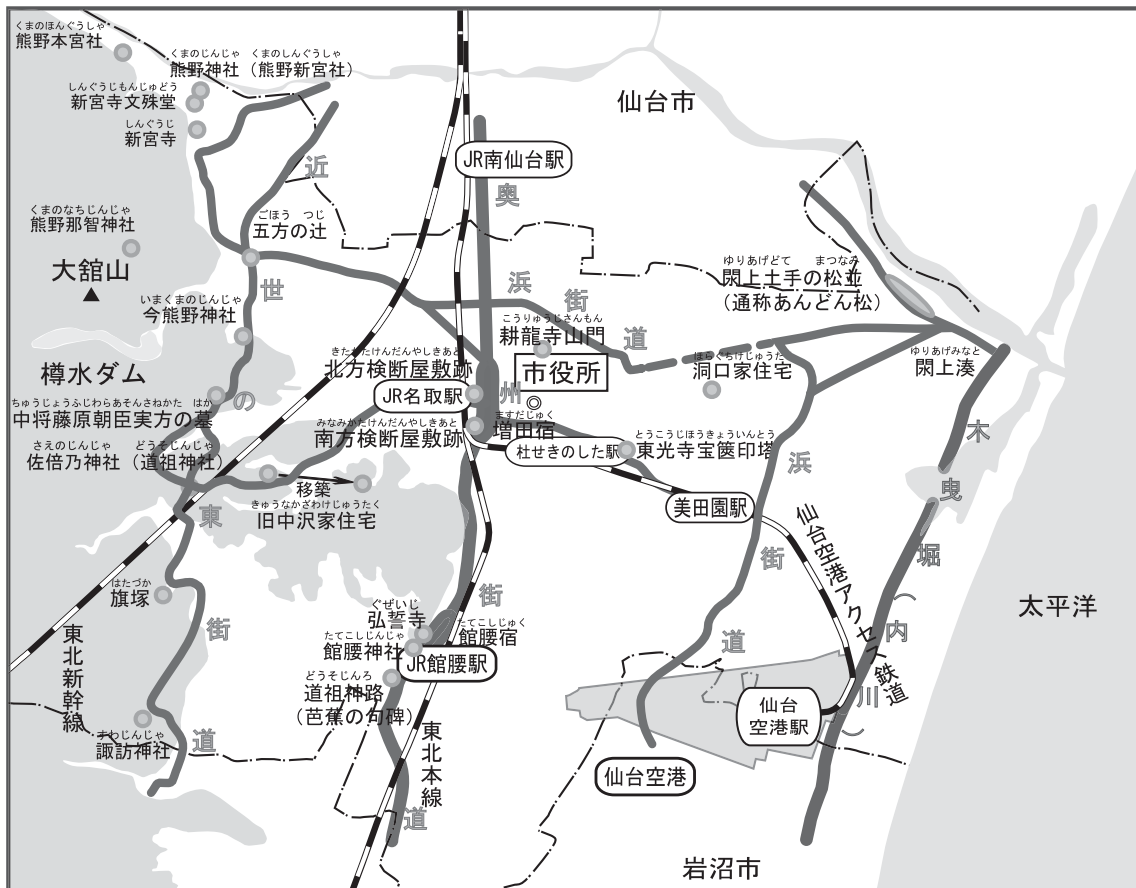 くまのほんぐうしゃ
熊野本宮社
くまのじんじゃ くまのしんぐうしゃ
熊野神社（熊野新宮社）
しんぐうじもんじゅどう
新宮寺文殊堂
しんぐうじ
新宮寺
仙台市
JR南仙台駅
近世の東街道
奥州街道
くまのなちじんじゃ
熊野那智神社
ごほう つじ
五方の辻
大舘山
浜街道
ゆりあげどて まつなみ
閖上土手の松並
（通称あんどん松）
いまくまのじんじゃ
今熊野神社
こうりゅうじさんもん
耕龍寺山門
市役所
ほらぐちけじゅうたく
洞口家住宅
ゆりあげみなと
閖上湊
樽水ダム
きたかたけんだんやしきあと
北方検断屋敷跡
JR名取駅
ちゅうじょうふじわらあそんさねかた はか
中将藤原朝臣実方の墓
みなみかたけんだんやしきあと
南方検断屋敷跡
ますだじゅく
増田宿
杜せきのした駅
とうこうじほうきょういんとう
東光寺宝篋印塔
さえのじんじゃ どうそじんじゃ
佐倍乃神社（道祖神社）
移築
きゅうなかざわけじゅうたく
旧中沢家住宅
美田園駅
浜街道
木曳堀
内川
仙台空港アクセス鉄道
太平洋
はたづか
旗塚
ぐぜいじ
弘誓寺
たてこしじゅく
館腰宿
たてこしじんじゃ
館腰神社
JR館腰駅
どうそじんろ
道祖神路
（芭蕉の句碑）
東北新幹線
すわじんじゃ
諏訪神社
東北本線
仙台
空港駅
仙台空港
岩沼市